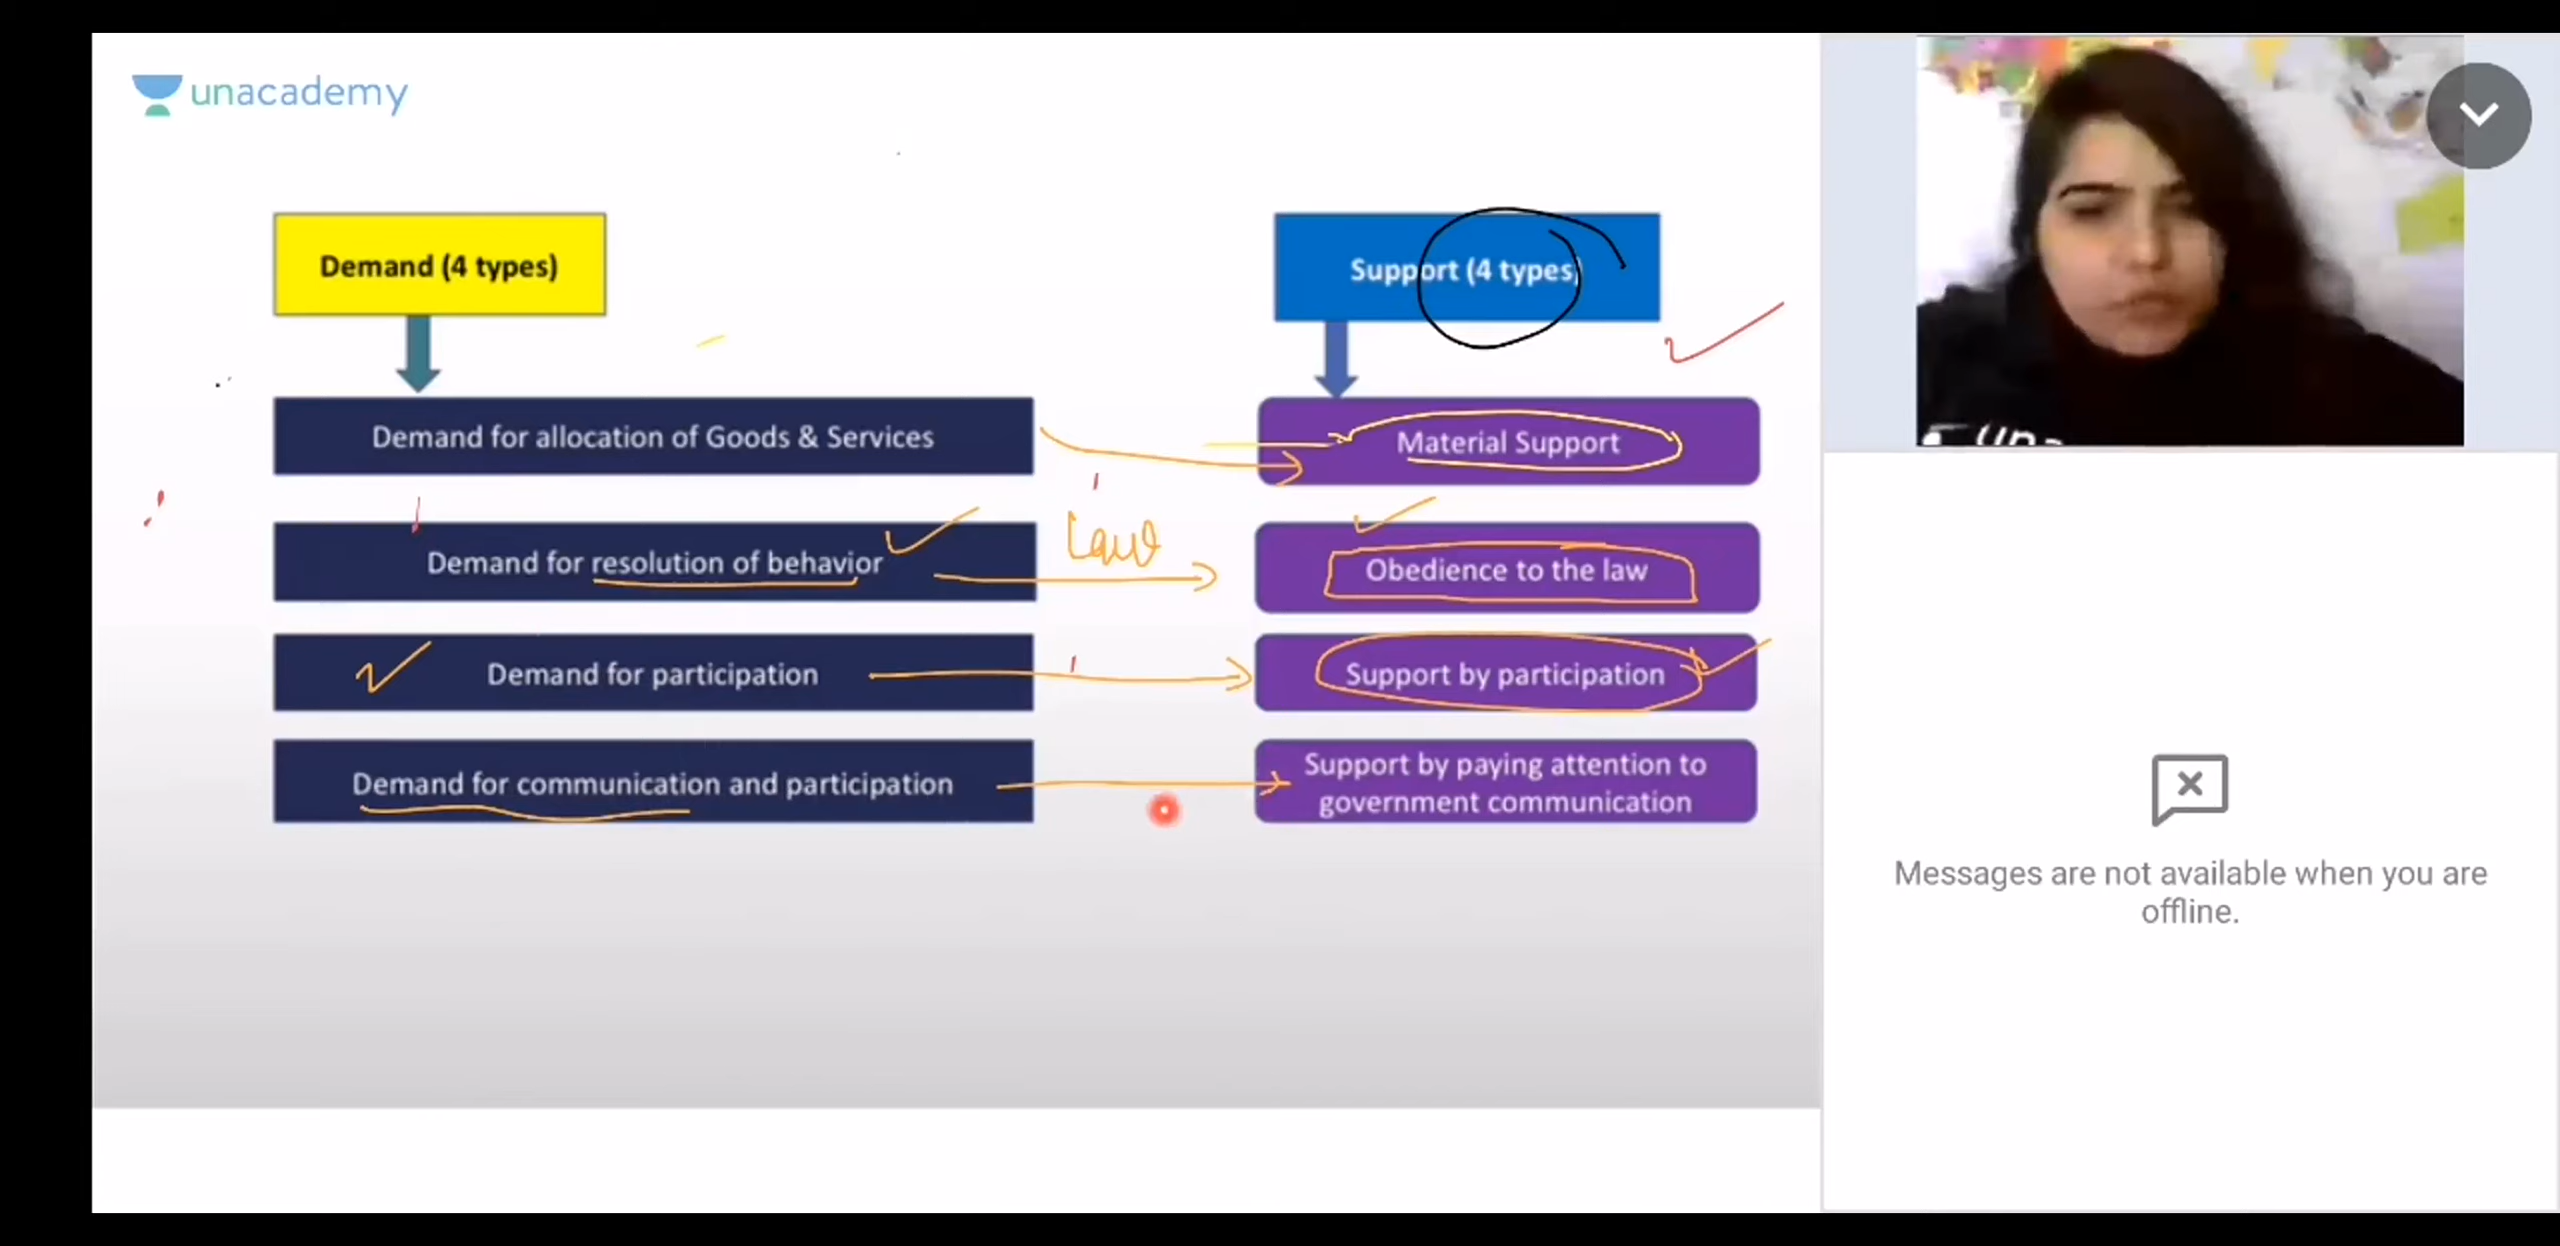 unacademy
Demand (4 types)
Support (4 types)
Demand for allocation of Goods & Services
Material Support
Law
Demand for resolution of behavior
Obedience to the law
Demand for participation
Support by participation
Demand for communication and participation
Support by paying attention to
government communication
Messages are not available when you are
offline.